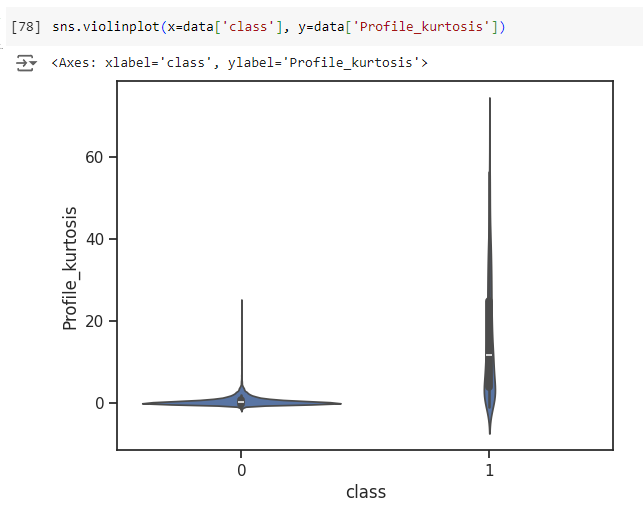 [78] sns.violinplot(x=data['class'], y=data['Profile_kurtosis'])
<Axes: xlabel='class', ylabel='Profile_kurtosis'>
60
40
20
0
Profile_kurtosis
0 1
class